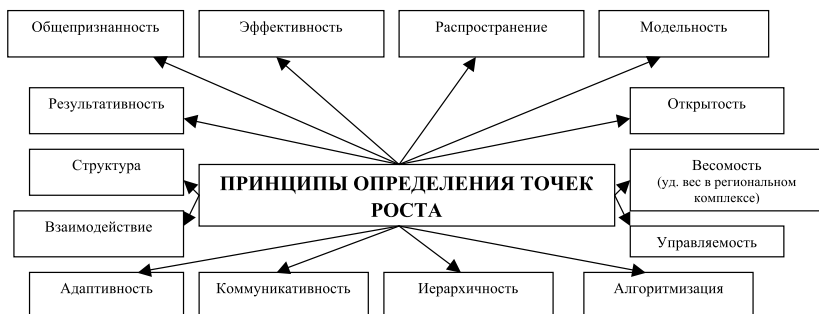 Общепризнанность
Эффективность
Распространение
Модельность
Результативность
Открытость
Структура
ПРИНЦИПЫ ОПРЕДЕЛЕНИЯ ТОЧЕК
РОСТА
Весомость
(уд. вес в региональном
комплексе)
Взаимодействие
Управляемость
Адаптивность
Коммуникативность
Иерархичность
Алгоритмизация